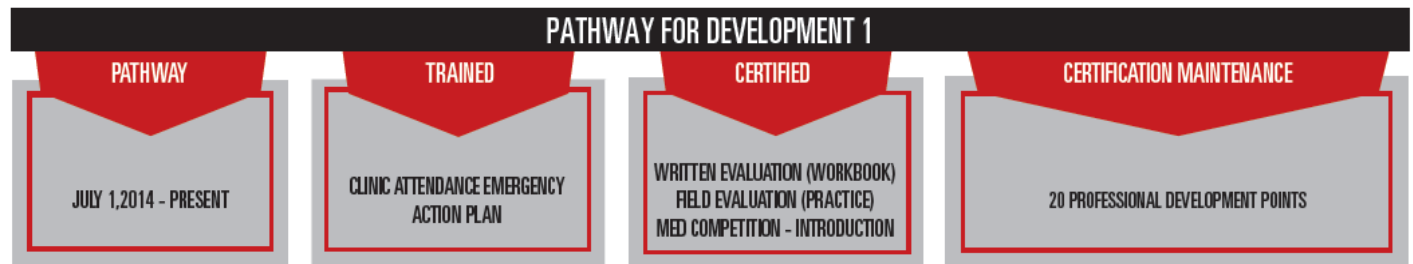 PATHWAY FOR DEVELOPMENT 1
PATHWAY
JULY 1,2014 - PRESENT
TRAINED
CLINIC ATTENDANCE EMERGENCY
ACTION PLAN
CERTIFIED
WRITTEN EVALUATION (WORKBOOK)
FIELD EVALUATION (PRACTICE)
MED COMPETITION - INTRODUCTION
CERTIFICATION MAINTENANCE
20 PROFESSIONAL DEVELOPMENT POINTS